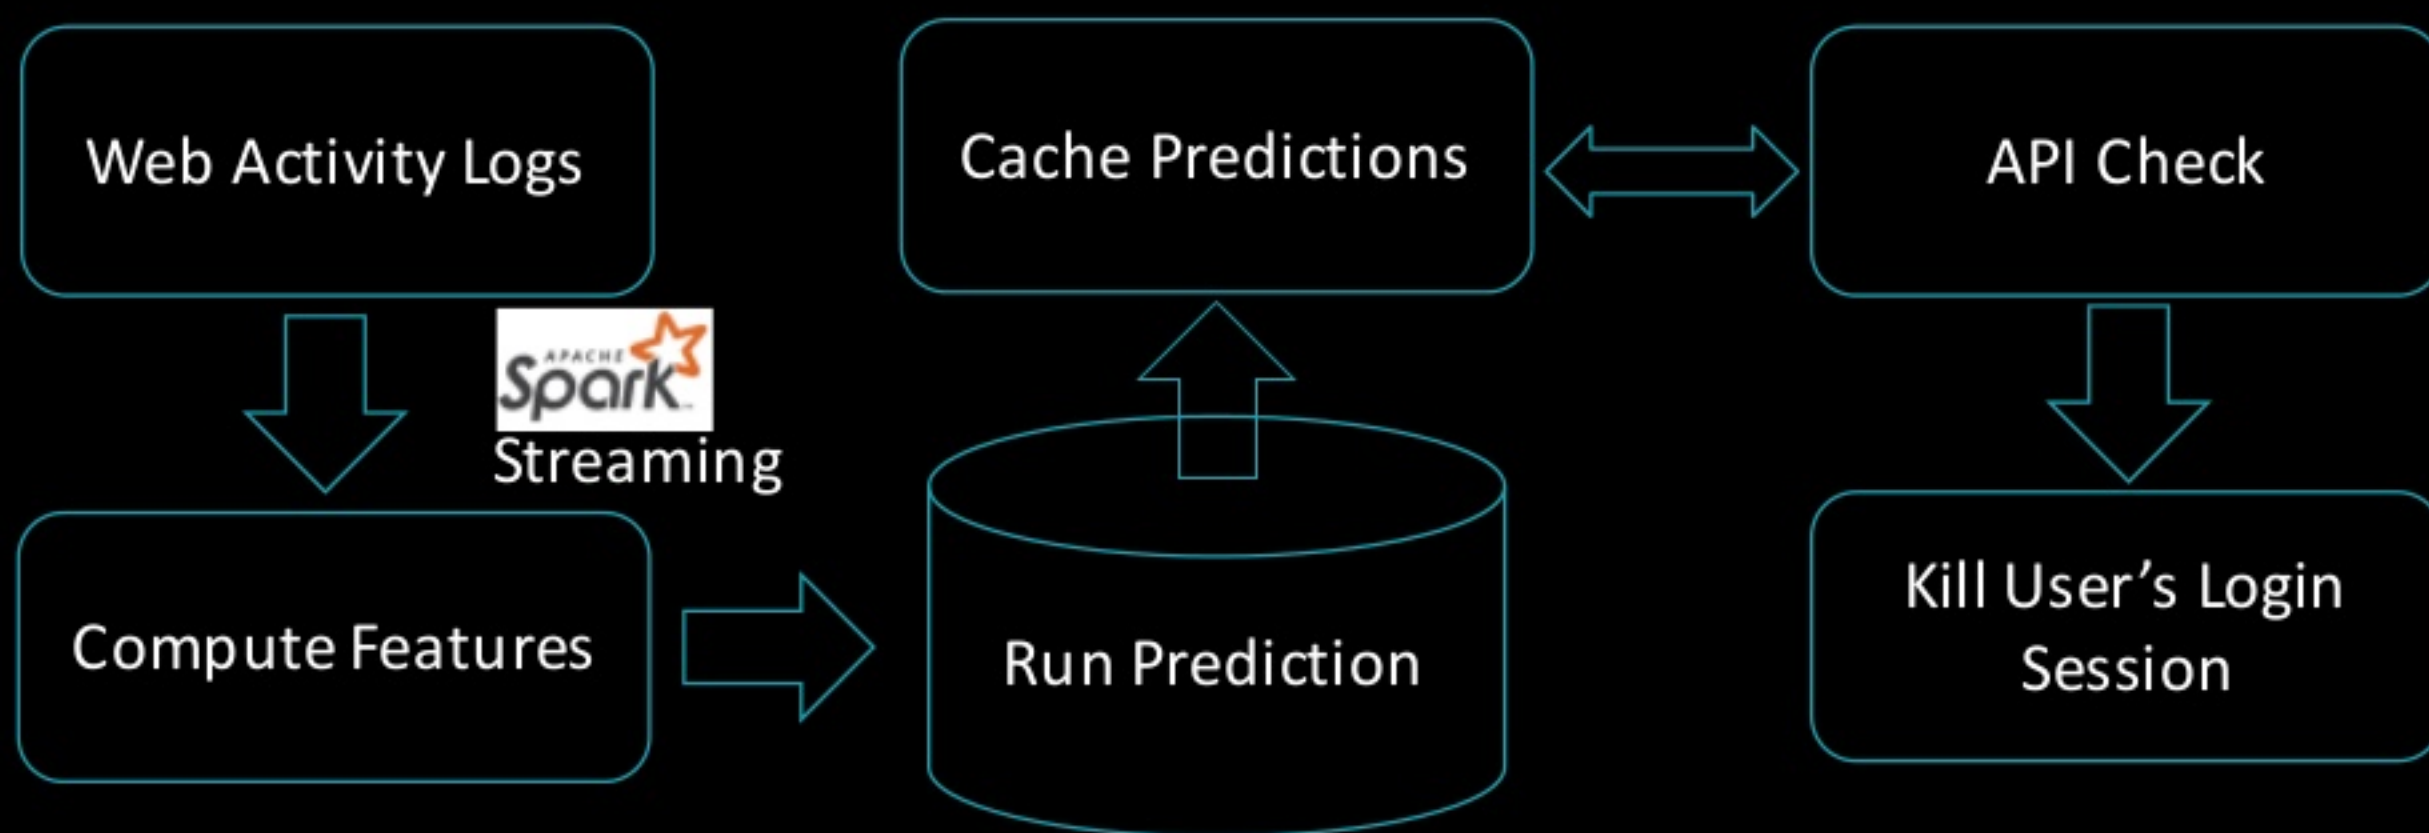 Web Activity Logs
Cache Predictions
API Check
APACHE
Spark
Streaming
Compute Features
Run Prediction
Kill User’s Login
Session